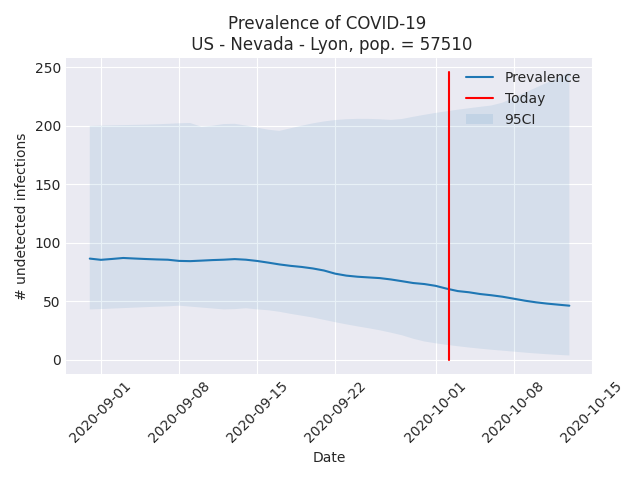 Prevalence of COVID-19
US - Nevada - Lyon, pop. = 57510
250
200
150
100
50
0
# undetected infections
Prevalence
Today
95CI
2020-09-01
2020-09-08
2020-09-15
2020-09-22
2020-10-01
2020-10-08
2020-10-15
Date